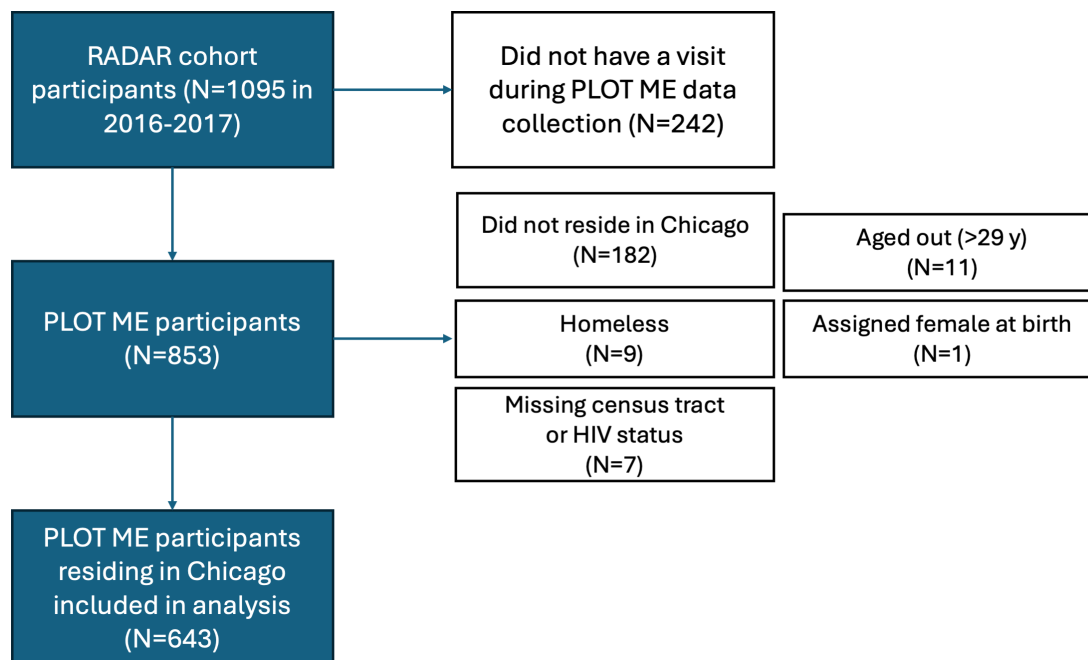 RADAR cohort
participants (N=1095 in
2016-2017)
Did not have a visit
during PLOT ME data
collection (N=242)
Did not reside in Chicago
(N=182)
Aged out (>29 y)
(N=11)
PLOT ME participants
(N=853)
Homeless
(N=9)
Assigned female at birth
(N=1)
Missing census tract
or HIV status
(N=7)
PLOT ME participants
residing in Chicago
included in analysis
(N=643)